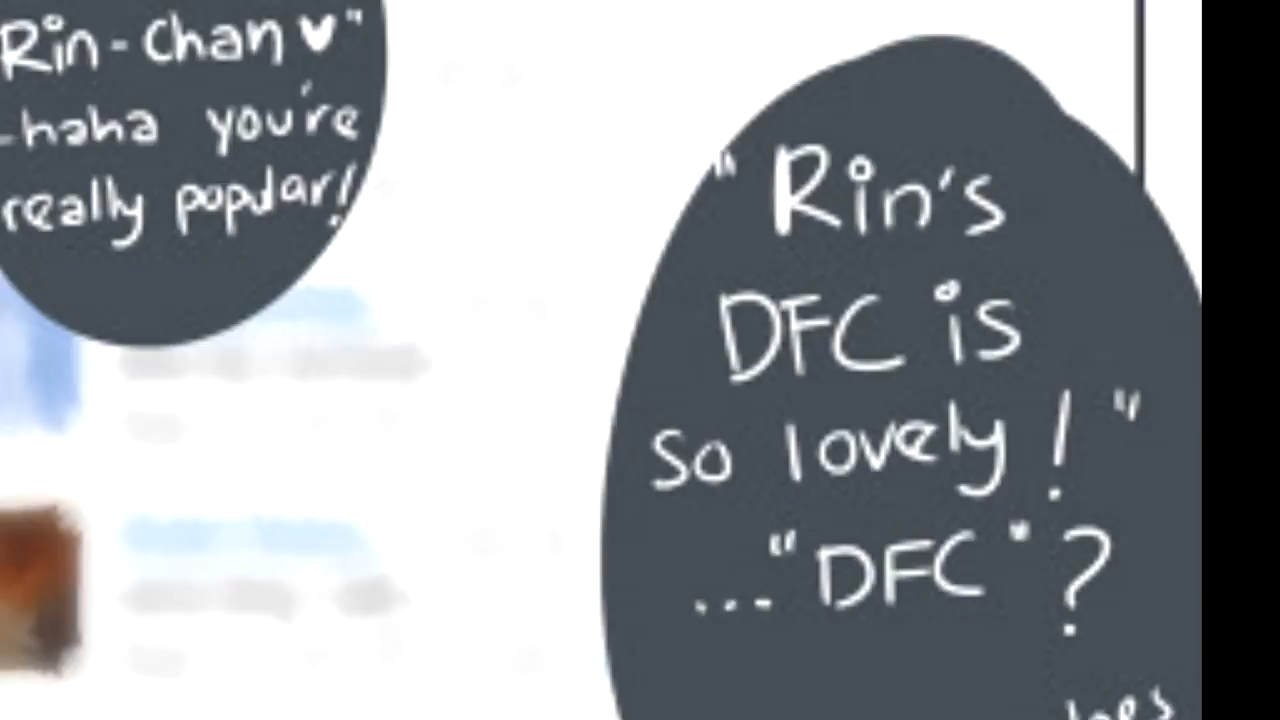 Rin-Chan♥"
-haha you're
really popular!
"Rin's
DFC is
so lovely!"
..."DFC"?